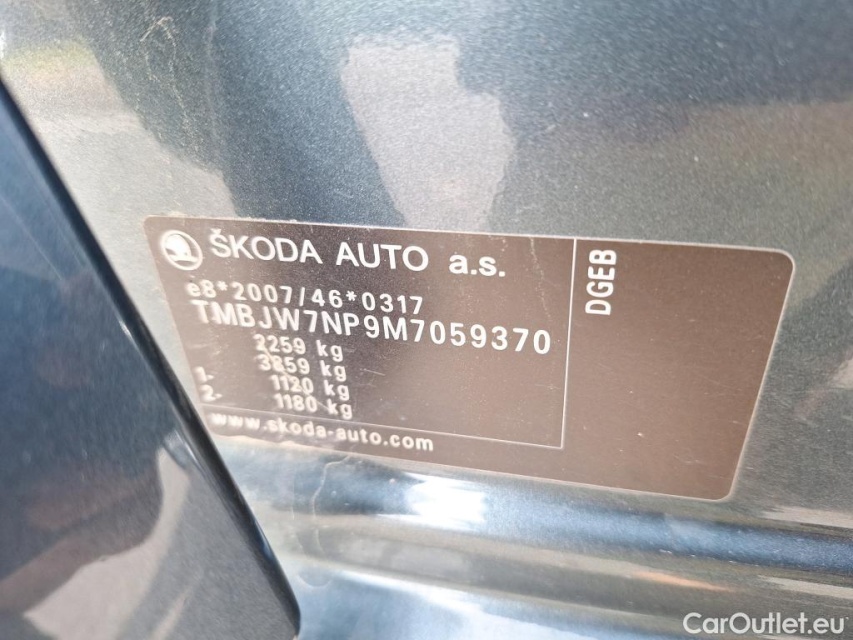 ŠKODA AUTO a.s.
e8*2007/46*0317
TMBJW7NP9M7059370
2259 kg
3859 kg
1- 1120 kg
2- 1180 kg
www.skoda-auto.com
DGEB
CarOutlet.eu